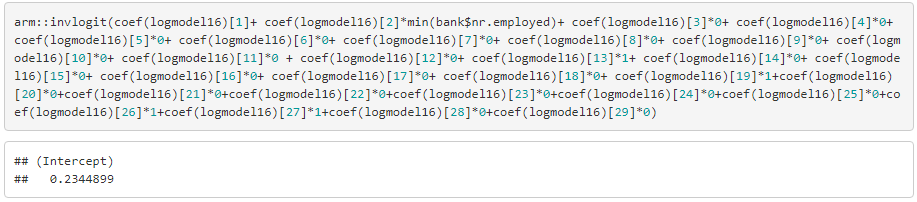 arm::invlogit(coef(logmodel16)[1]+ coef(logmodel16)[2]*min(bank$nr.employed)+ coef(logmodel16)[3]*0+ coef(logmodel16)[4]*0+
coef(logmodel16)[5]*0+ coef(logmodel16)[6]*0+ coef(logmodel16)[7]*0+ coef(logmodel16)[8]*0+ coef(logmodel16)[9]*0+ coef(logm
odel16)[10]*0+ coef(logmodel16)[11]*0 + coef(logmodel16)[12]*0+ coef(logmodel16)[13]*1+ coef(logmodel16)[14]*0+ coef(logmode
l16)[15]*0+ coef(logmodel16)[16]*0+ coef(logmodel16)[17]*0+ coef(logmodel16)[18]*0+ coef(logmodel16)[19]*1+coef(logmodel16)
[20]*0+coef(logmodel16)[21]*0+coef(logmodel16)[22]*0+coef(logmodel16)[23]*0+coef(logmodel16)[24]*0+coef(logmodel16)[25]*0+co
ef(logmodel16)[26]*1+coef(logmodel16)[27]*1+coef(logmodel16)[28]*0+coef(logmodel16)[29]*0)
## (Intercept)
##   0.2344899